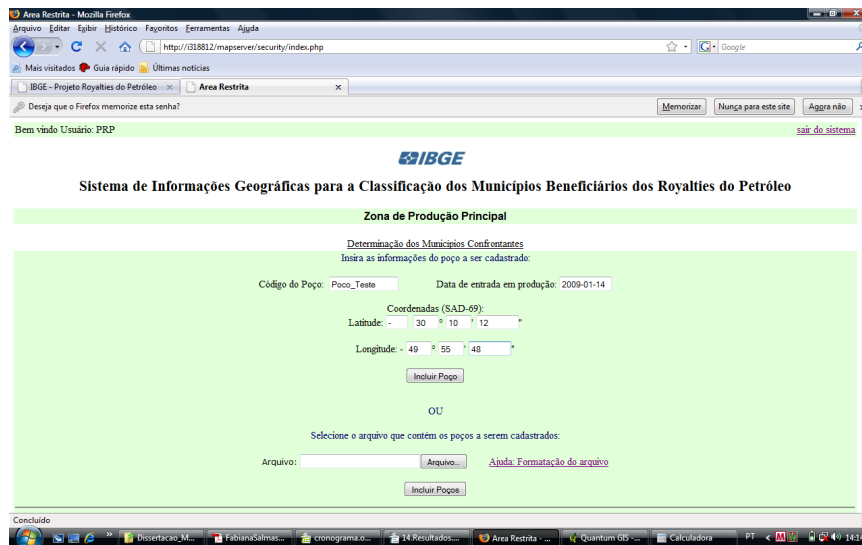 Area Restrita - Mozilla Firefox
Arquivo Editar Exibir Histórico Favoritos Ferramentas Ajuda
http://i318812/mapserver/security/index.php
Google
Mais visitados Guia rápido Últimas notícias
IBGE - Projeto Royalties do Petróleo Area Restrita
Deseja que o Firefox memorize esta senha? Memorizar Nunca para este site Agora não
Bem vindo Usuário: PRP sair do sistema
IBGE
Sistema de Informações Geográficas para a Classificação dos Municípios Beneficiários dos Royalties do Petróleo
Zona de Produção Principal
Determinação dos Municípios Confrontantes
Insira as informações do poço a ser cadastrado:
Código do Poço: Poco_Teste Data de entrada em produção: 2009-01-14
Coordenadas (SAD-69):
Latitude: - 30 º 10 ' 12 "
Longitude: - 49 º 55 ' 48 "
Incluir Poço
OU
Selecione o arquivo que contém os poços a serem cadastrados:
Arquivo: Arquivo... Ajuda: Formatação do arquivo
Incluir Poços
Concluído
Dissertacao_M... FabianaSalmas... cronograma.o... 14.Resultados.... Area Restrita - ... Quantum GIS -... Calculadora PT 14:14